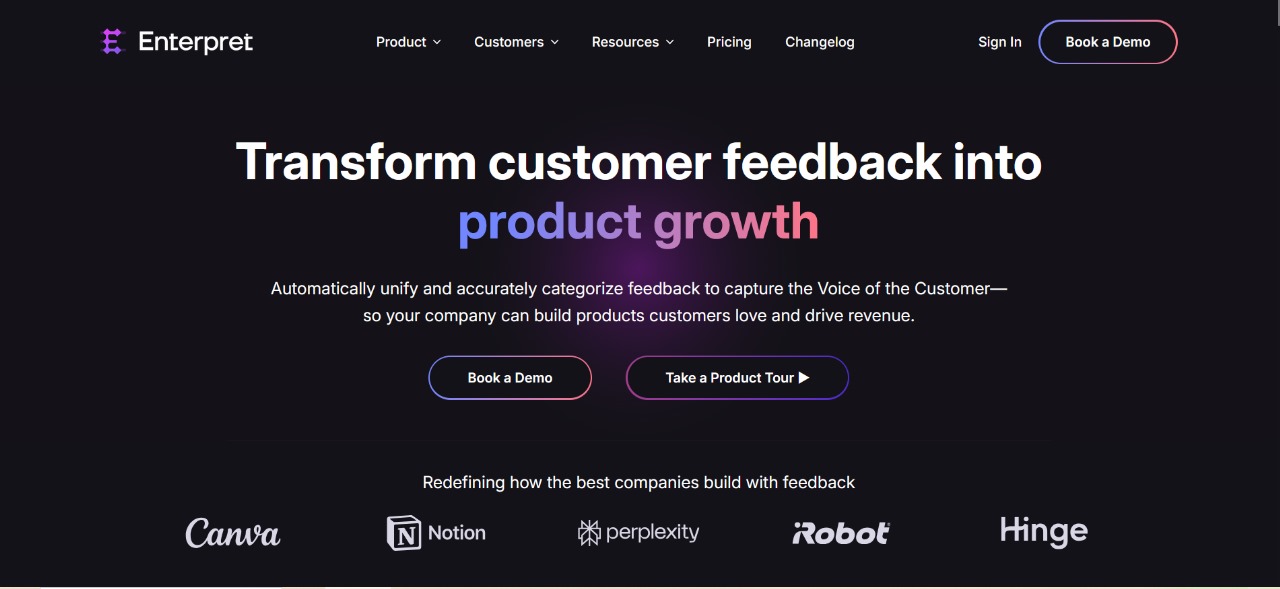 Enterpret
Product
Customers
Resources
Pricing
Changelog
Sign In
Book a Demo
Transform customer feedback into
product growth
Automatically unify and accurately categorize feedback to capture the Voice of the Customer—
so your company can build products customers love and drive revenue.
Book a Demo
Take a Product Tour ▶
Redefining how the best companies build with feedback
Canva
Notion
perplexity
iRobot
Hinge